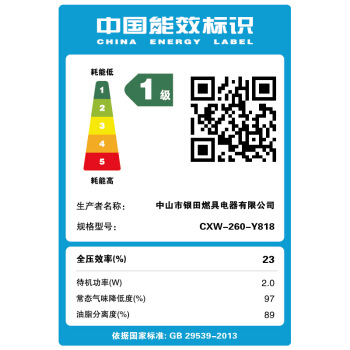 中国能效标识
CHINA ENERGY LABEL
耗能低
1
2
3
4
5
耗能高
1级
生产者名称： 中山市银田燃具电器有限公司
规格型号： CXW-260-Y818
全压效率(%) 23
待机功率(W) 2.0
常态气味降低度(%) 97
油脂分离度(%) 89
依据国家标准: GB 29539-2013